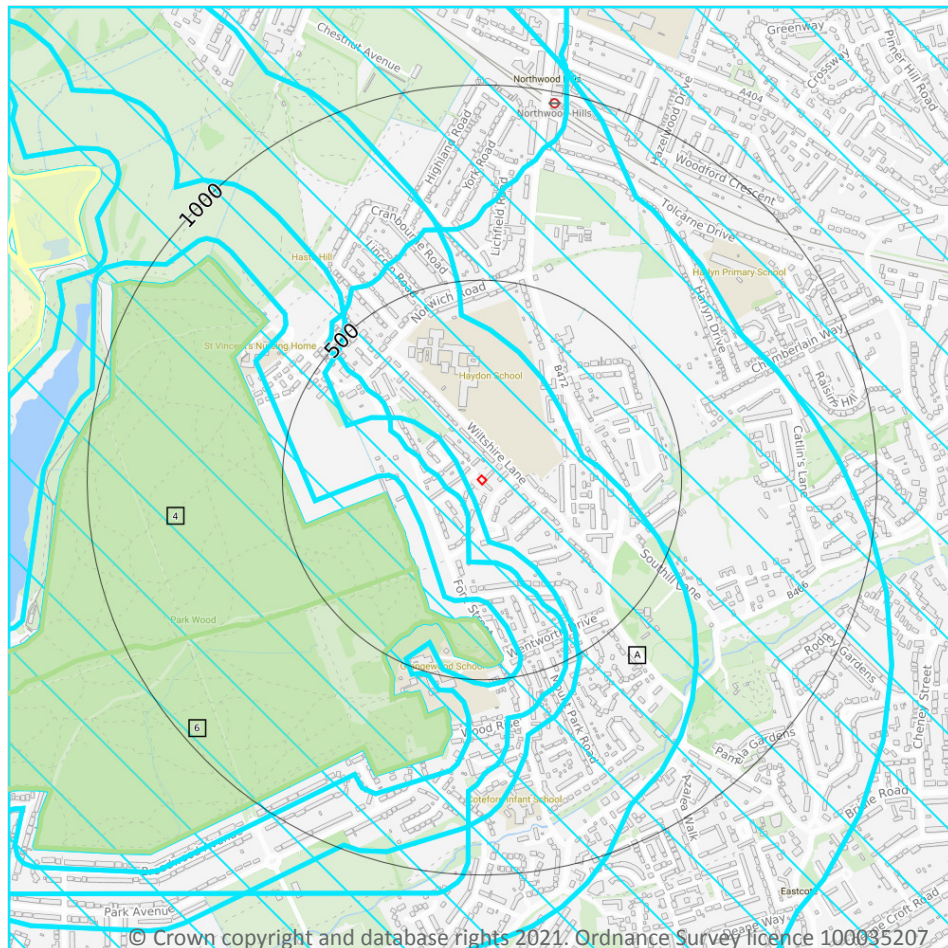 Greenway
Pinner Hill Road
Crossway
Chestnut Avenue
Northwood Hills
A404
Northwood Hills
Hazelwood Drive
Highland Road
York Road
Woodford Crescent
1000
Lichfield Road
Tolcarne Drive
Cranbourne Road
Lincoln Road
Haste Hill
Harlyn Primary School
Norwich Road
Harlyn Drive
500
St Vincent's Nursing Home
Chamberlain Way
Haydon School
B472
Raisins Hill
Wiltshire Lane
Catlin's Lane
4
Southill Lane
B466
Park Wood
Wentworth Drive
A
Rodney Gardens
Cheney Street
6
Mount Park Road
Wood Rise
Pamela Gardens
Azalea Walk
Coteford Infant School
Bridle Road
Eastcote
Park Avenue
Croft Road
© Crown copyright and database rights 2021. Ordnance Survey licence 100035207